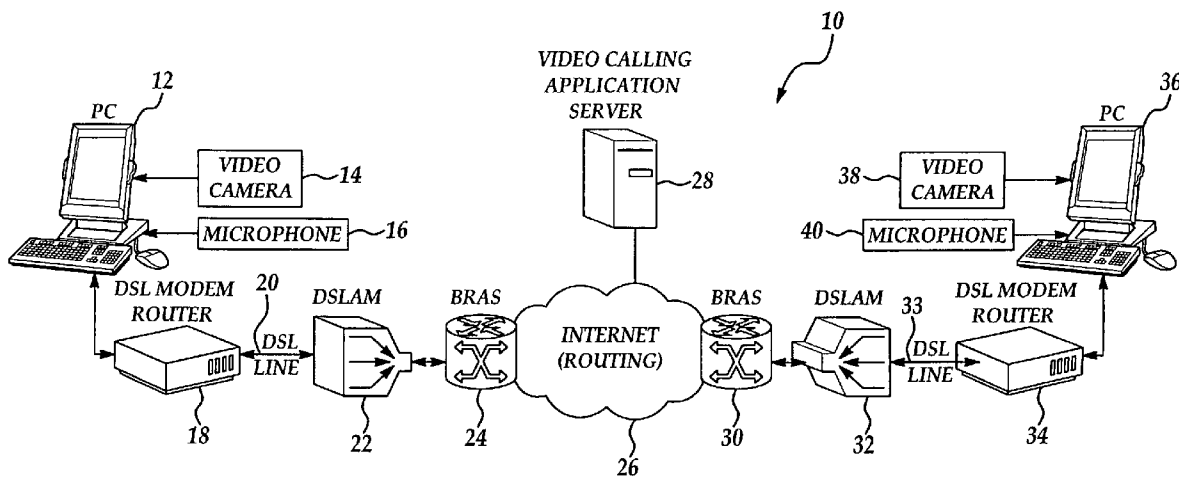 10
VIDEO CALLING
APPLICATION
SERVER
12
PC
36
PC
VIDEO
CAMERA
14
28
38
VIDEO
CAMERA
MICROPHONE
16
40
MICROPHONE
DSL MODEM
ROUTER
20
DSLAM
BRAS
INTERNET
(ROUTING)
BRAS
DSLAM
33
DSL MODEM
ROUTER
DSL
LINE
DSL
LINE
18
22
24
26
30
32
34